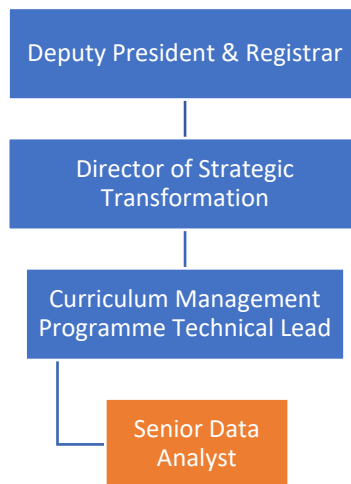 Deputy President & Registrar
Director of Strategic
Transformation
Curriculum Management
Programme Technical Lead
Senior Data
Analyst